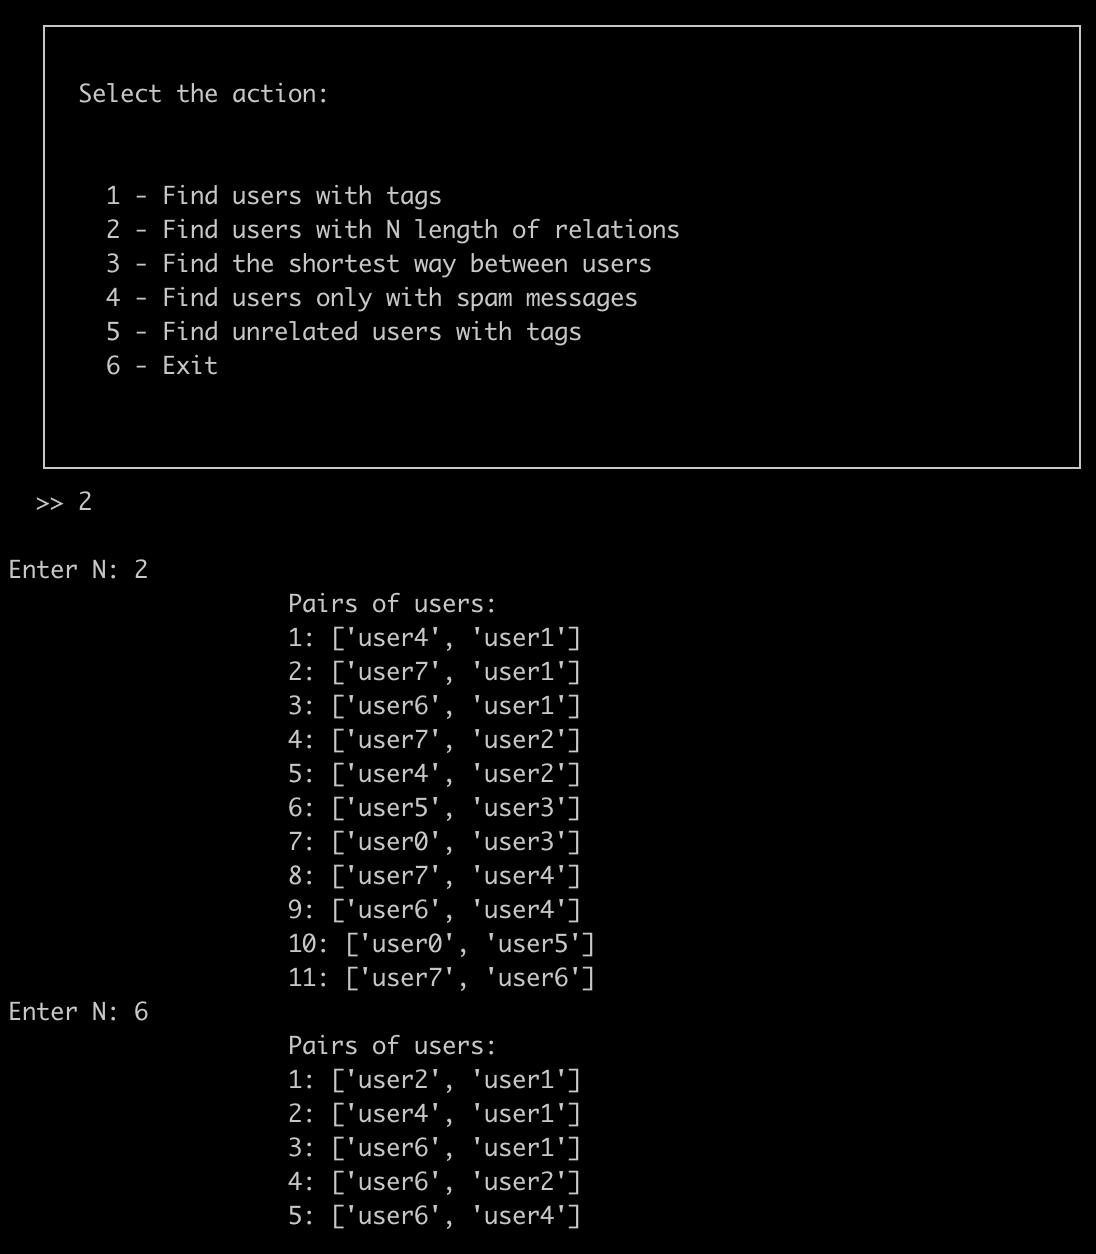 Select the action:
1 - Find users with tags
2 - Find users with N length of relations
3 - Find the shortest way between users
4 - Find users only with spam messages
5 - Find unrelated users with tags
6 - Exit
>> 2
Enter N: 2
Pairs of users:
1: ['user4', 'user1']
2: ['user7', 'user1']
3: ['user6', 'user1']
4: ['user7', 'user2']
5: ['user4', 'user2']
6: ['user5', 'user3']
7: ['user0', 'user3']
8: ['user7', 'user4']
9: ['user6', 'user4']
10: ['user0', 'user5']
11: ['user7', 'user6']
Enter N: 6
Pairs of users:
1: ['user2', 'user1']
2: ['user4', 'user1']
3: ['user6', 'user1']
4: ['user6', 'user2']
5: ['user6', 'user4']